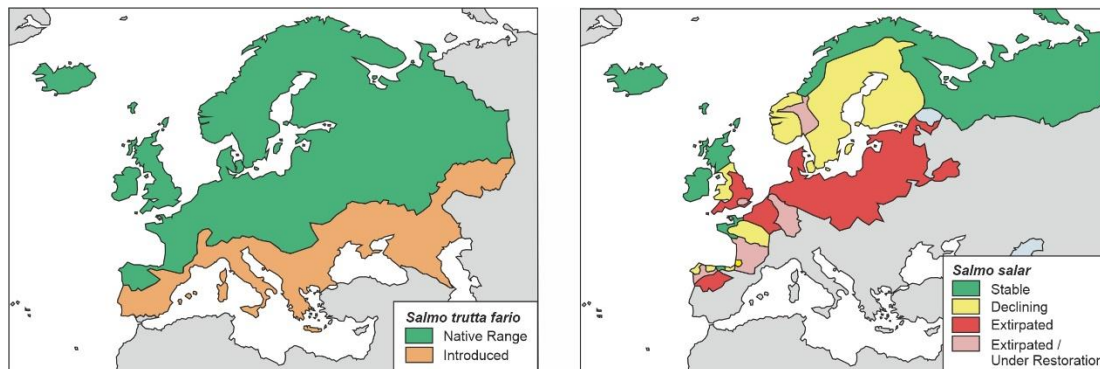 Salmo trutta fario
Native Range
Introduced
Salmo salar
Stable
Declining
Extirpated
Extirpated /
Under Restoration